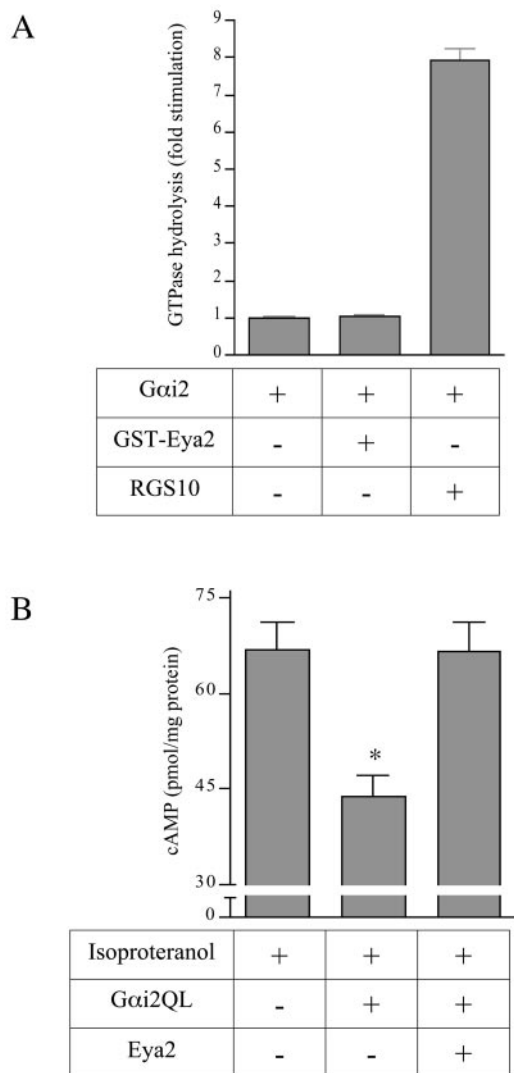 A
GTPase hydrolysis (fold stimulation)
9
8
7
6
5
4
3
2
1
0
Gαi2 + + +
GST-Eya2 - + -
RGS10 - - +
B
cAMP (pmol/mg protein)
75
60
45
30
0
*
Isoproteranol + + +
Gαi2QL - + +
Eya2 - - +